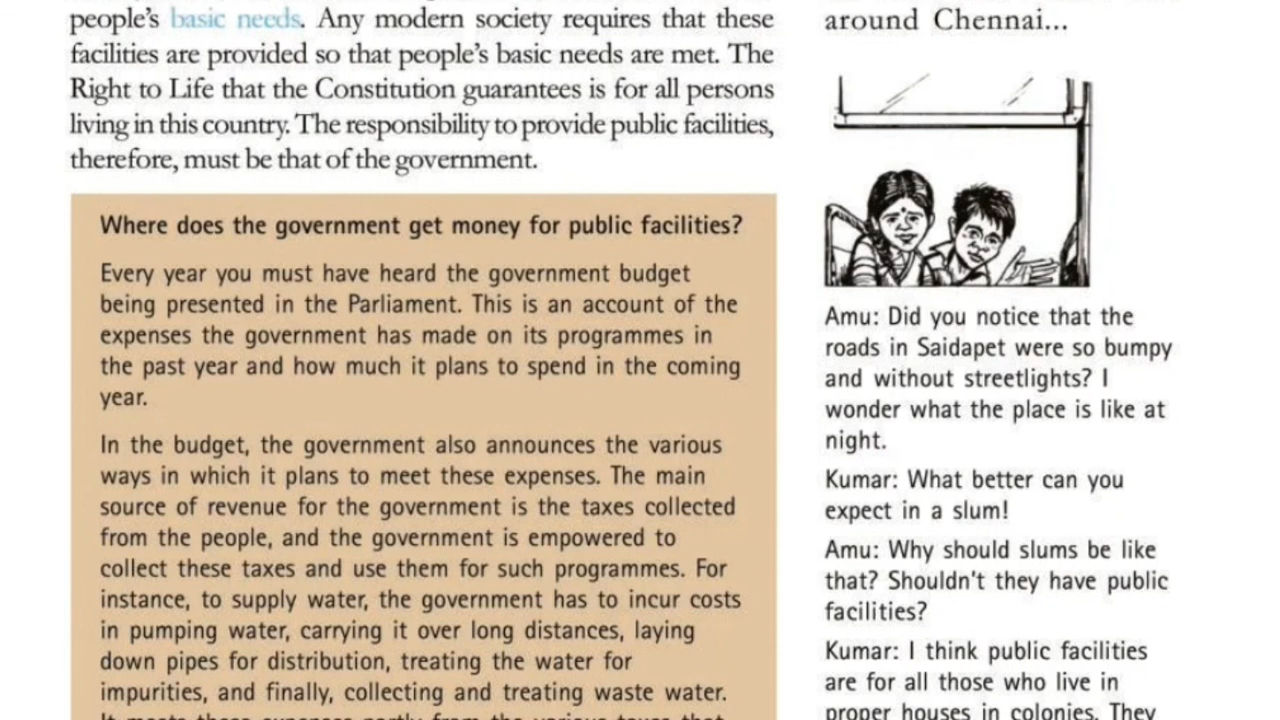 people's basic needs. Any modern society requires that these
facilities are provided so that people's basic needs are met. The
Right to Life that the Constitution guarantees is for all persons
living in this country. The responsibility to provide public facilities,
therefore, must be that of the government.
Where does the government get money for public facilities?
Every year you must have heard the government budget
being presented in the Parliament. This is an account of the
expenses the government has made on its programmes in
the past year and how much it plans to spend in the coming
year.
In the budget, the government also announces the various
ways in which it plans to meet these expenses. The main
source of revenue for the government is the taxes collected
from the people, and the government is empowered to
collect these taxes and use them for such programmes. For
instance, to supply water, the government has to incur costs
in pumping water, carrying it over long distances, laying
down pipes for distribution, treating the water for
impurities, and finally, collecting and treating waste water.
It meets these expenses partly from the various taxes that
around Chennai...
Amu: Did you notice that the
roads in Saidapet were so bumpy
and without streetlights? I
wonder what the place is like at
night.
Kumar: What better can you
expect in a slum!
Amu: Why should slums be like
that? Shouldn't they have public
facilities?
Kumar: I think public facilities
are for all those who live in
proper houses in colonies. They